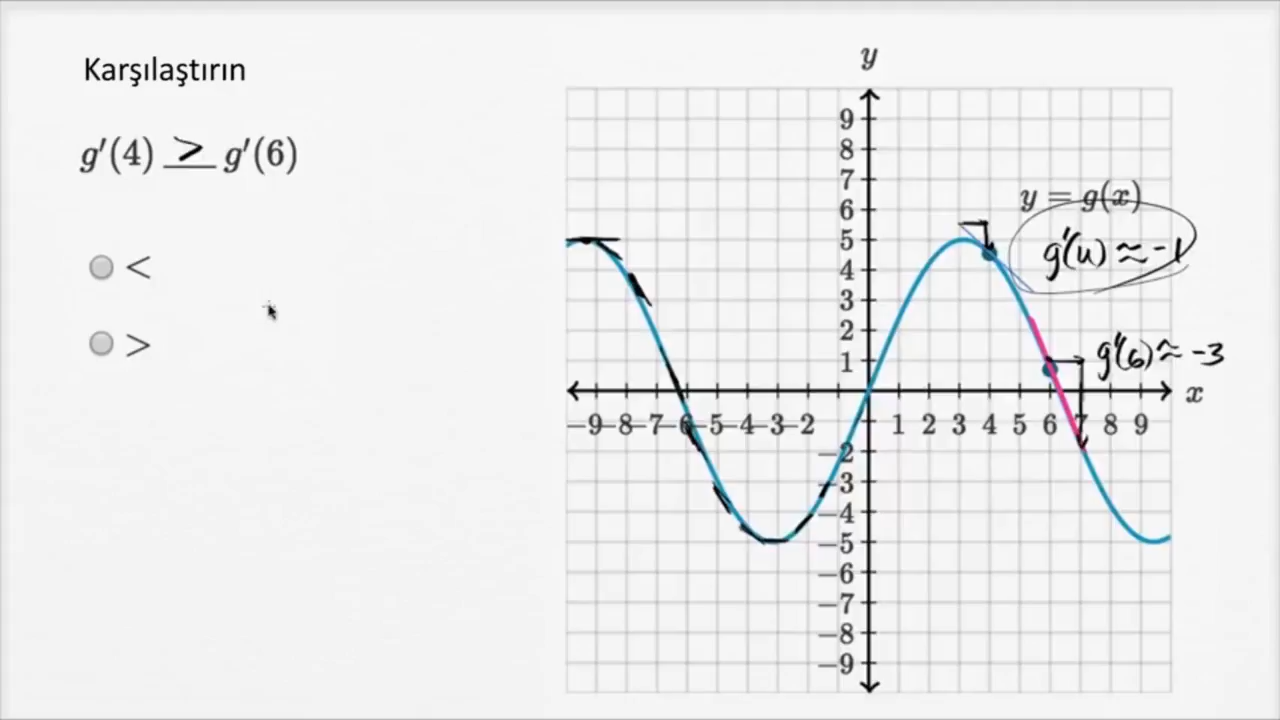 Karşılaştırın
g′(4) > g′(6)
<
>
y
9
8
7
6
5
4
3
2
1
y = g(x)
g'(4) ≈ -1
g'(6) ≈ -3
x
−9 −8 −7 −6 −5 −4 −3 −2
1 2 3 4 5 6 7 8 9
−2
−3
−4
−5
−6
−7
−8
−9